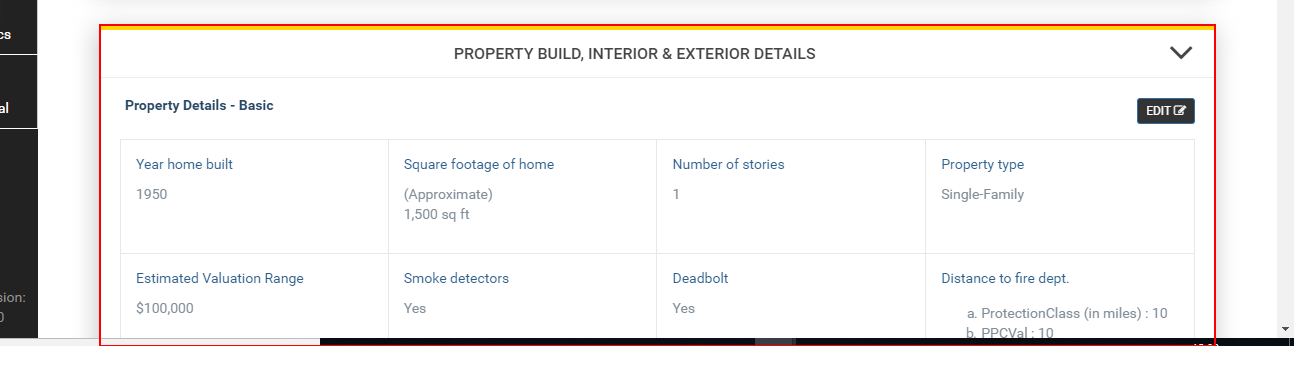 cs
PROPERTY BUILD, INTERIOR & EXTERIOR DETAILS
Property Details - Basic
EDIT
al
Year home built
Square footage of home
Number of stories
Property type
1950
(Approximate)
1
Single-Family
1,500 sq ft
Estimated Valuation Range
Smoke detectors
Deadbolt
Distance to fire dept.
$100,000
Yes
Yes
a. ProtectionClass (in miles) : 10
b. PPCVal : 10
sion:
0